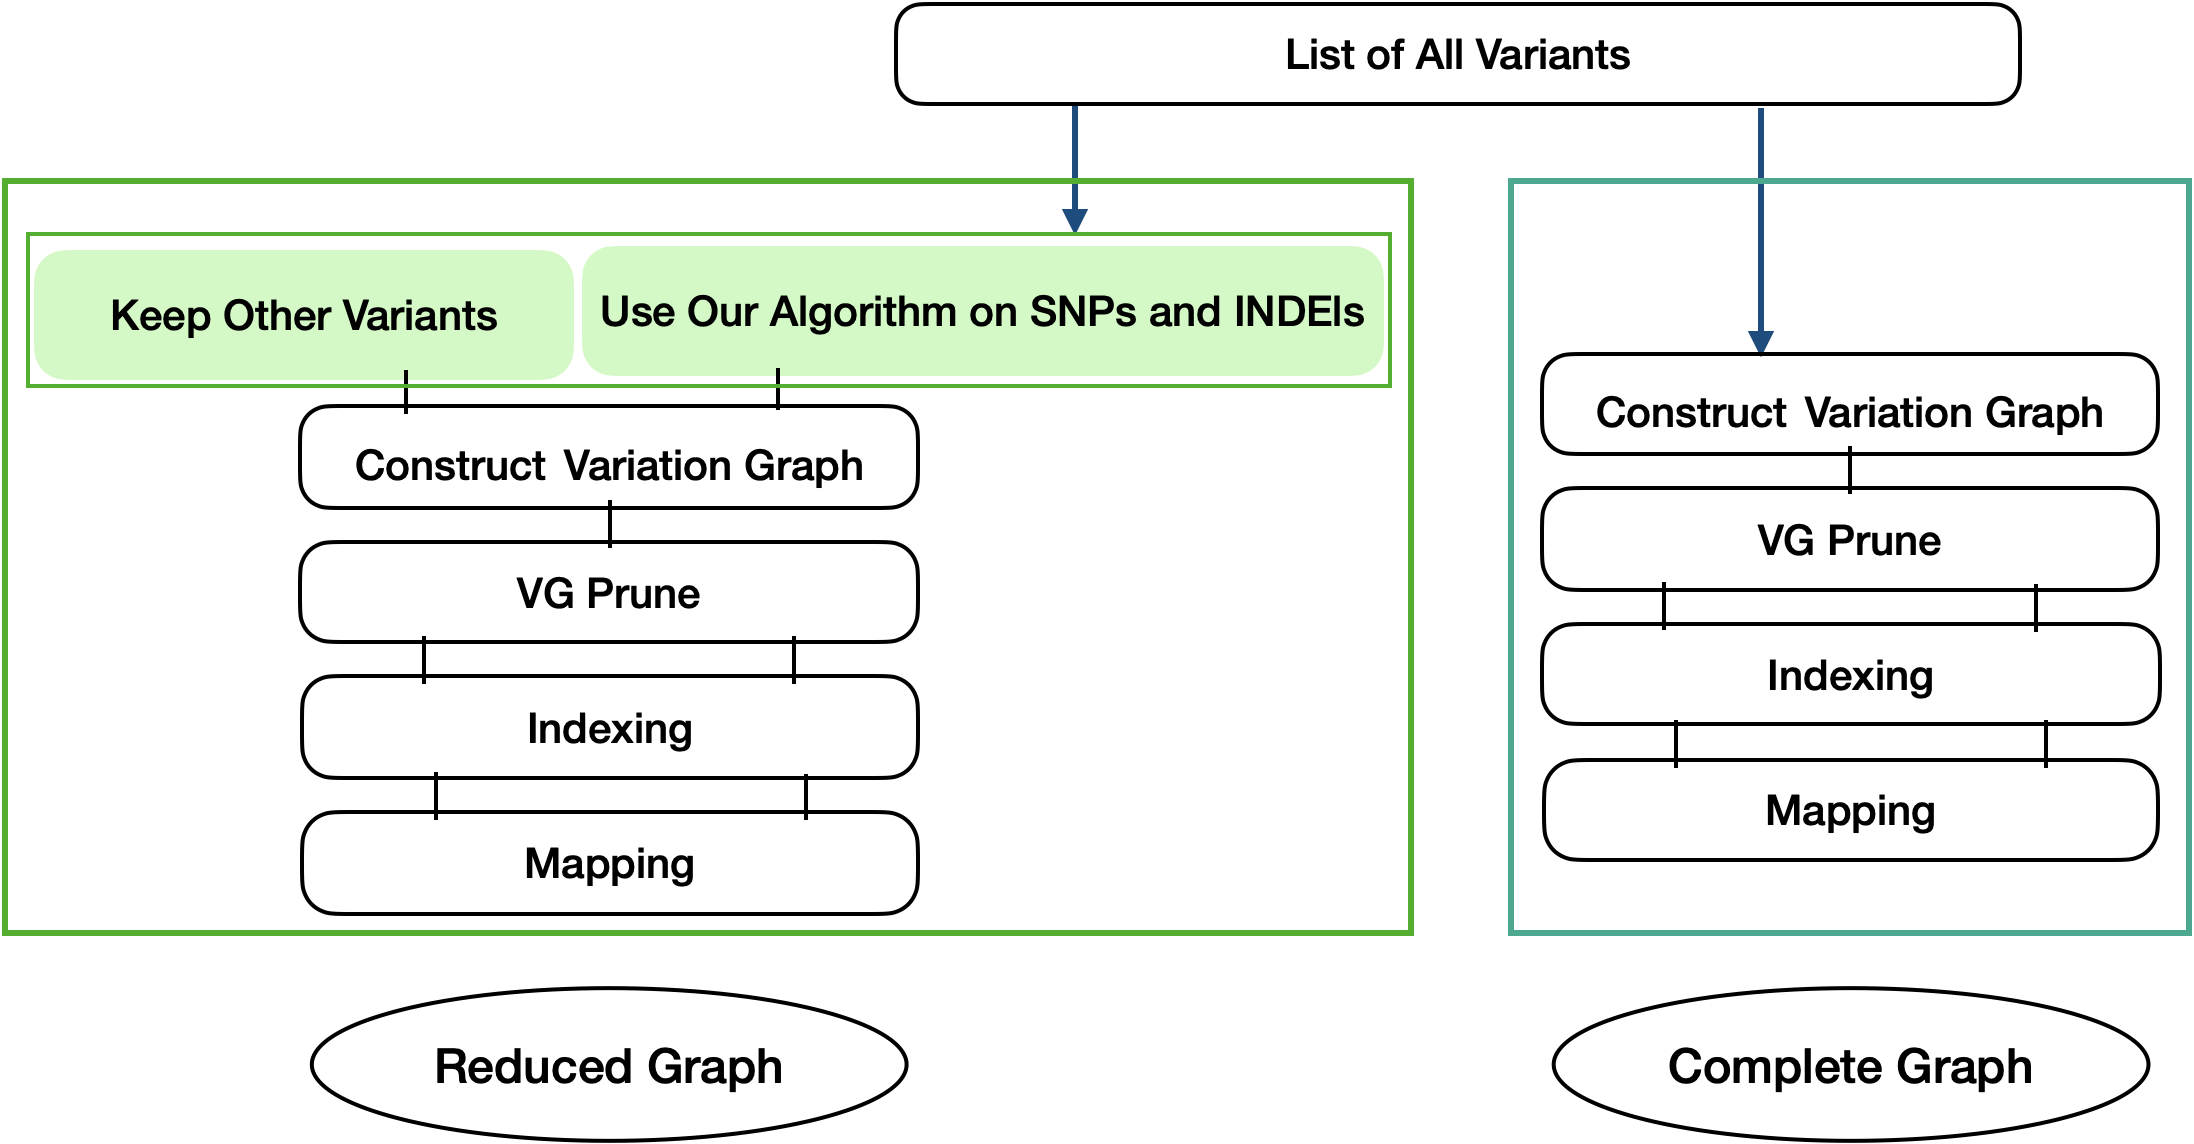 List of All Variants
Keep Other Variants
Use Our Algorithm on SNPs and INDEls
Construct Variation Graph
VG Prune
Indexing
Mapping
Reduced Graph
Construct Variation Graph
VG Prune
Indexing
Mapping
Complete Graph